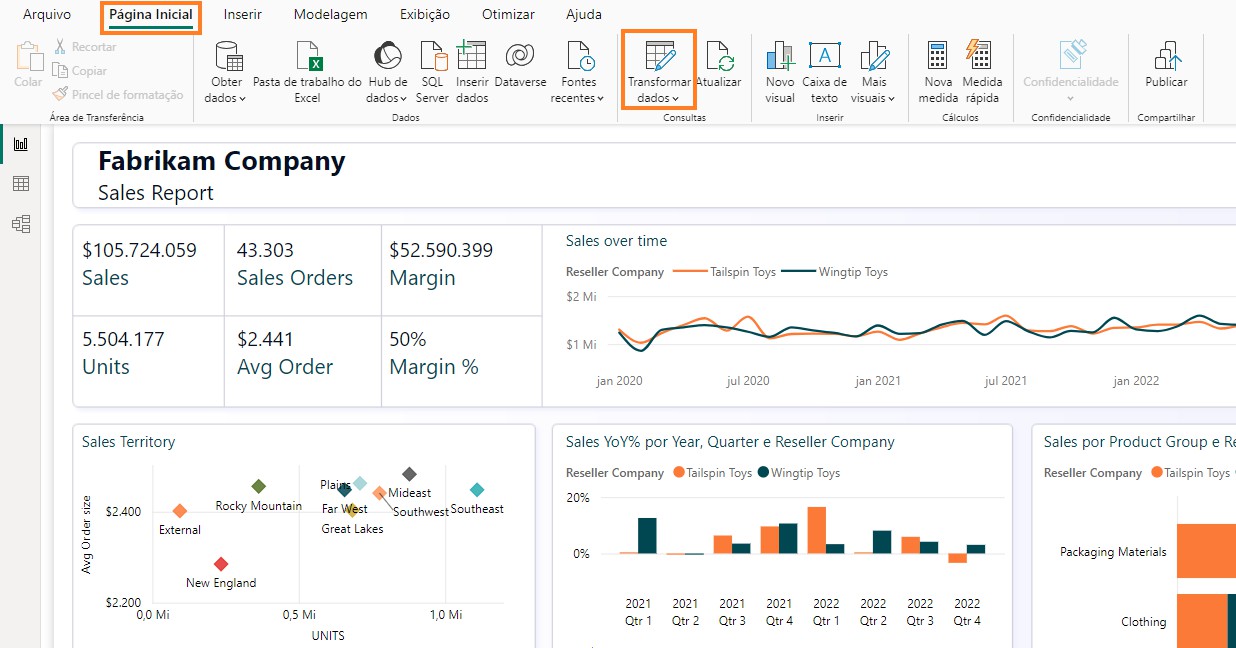 Arquivo Página Inicial Inserir Modelagem Exibição Otimizar Ajuda
Colar
Recortar
Copiar
Pincel de formatação
Área de Transferência
Obter dados
Pasta de trabalho do Excel
Hub de dados
SQL Server
Inserir dados
Dataverse
Fontes recentes
Dados
Transformar dados
Atualizar
Consultas
Novo visual
Caixa de texto
Mais visuais
Inserir
Nova medida
Medida rápida
Cálculos
Confidencialidade
Confidencialidade
Publicar
Compartilhar
Fabrikam Company
Sales Report
$105.724.059
Sales
43.303
Sales Orders
$52.590.399
Margin
5.504.177
Units
$2.441
Avg Order
50%
Margin %
Sales over time
Reseller Company Tailspin Toys Wingtip Toys
$2 Mi
$1 Mi
jan 2020 jul 2020 jan 2021 jul 2021 jan 2022
Sales Territory
Avg Order size
$2.400
$2.200
External
Rocky Mountain
New England
Plains
Far West
Great Lakes
Mideast
Southwest
Southeast
0,0 Mi 0,5 Mi 1,0 Mi
UNITS
Sales YoY% por Year, Quarter e Reseller Company
Reseller Company Tailspin Toys Wingtip Toys
20%
0%
2021 2021 2021 2021 2022 2022 2022 2022
Qtr 1 Qtr 2 Qtr 3 Qtr 4 Qtr 1 Qtr 2 Qtr 3 Qtr 4
Sales por Product Group e
Reseller Company Tailspin Toys
Packaging Materials
Clothing